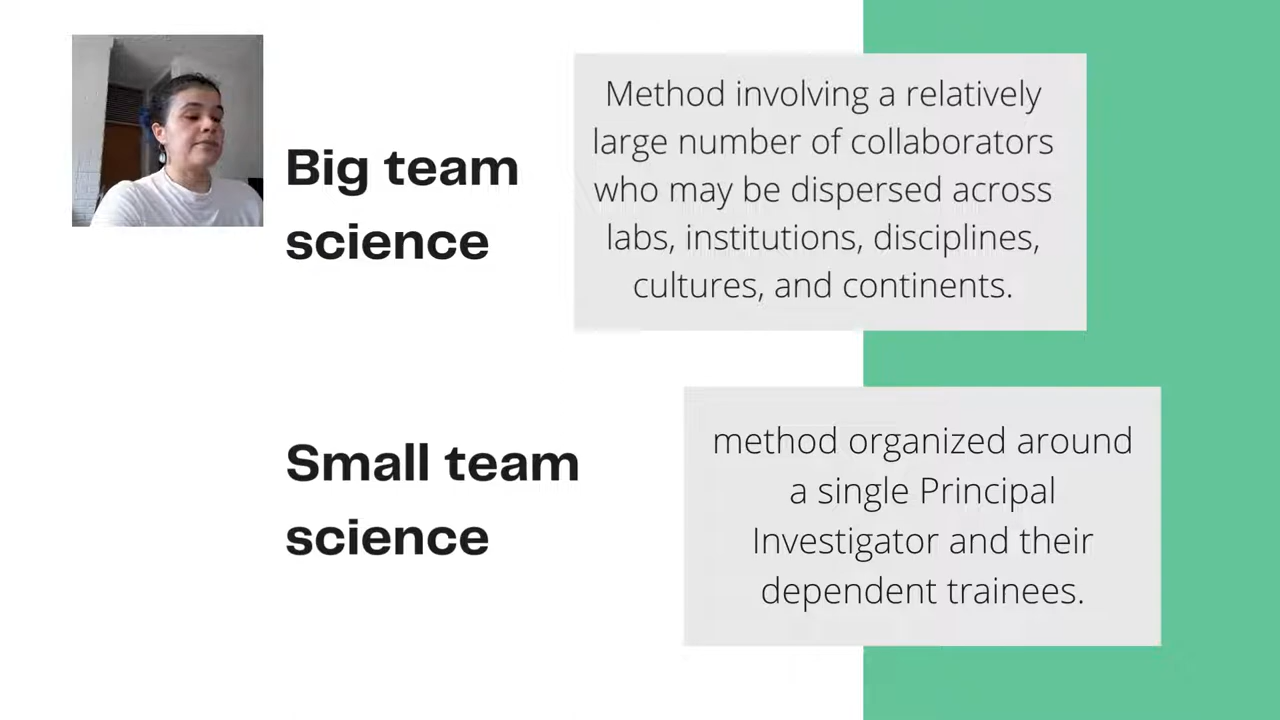 Big team
science
Method involving a relatively
large number of collaborators
who may be dispersed across
labs, institutions, disciplines,
cultures, and continents.
Small team
science
method organized around
a single Principal
Investigator and their
dependent trainees.